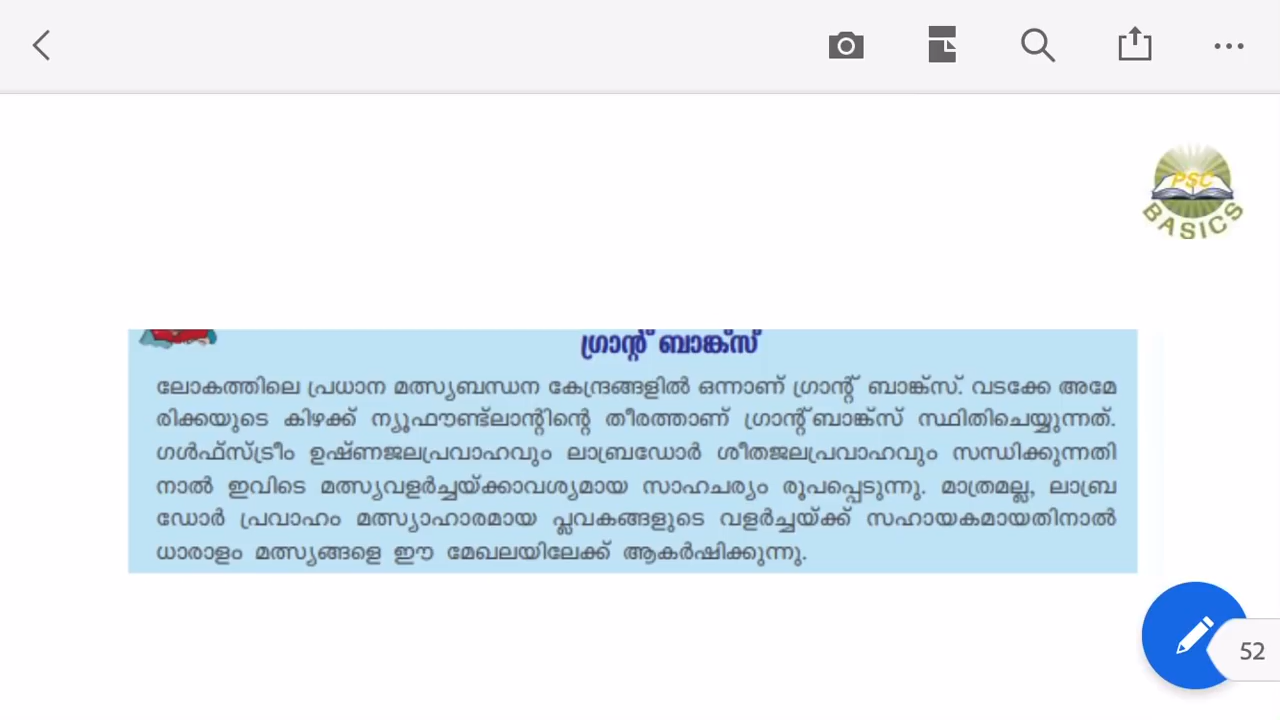 PSC
BASICS
ഗ്രാന്റ് ബാങ്ക്സ്
ലോകത്തിലെ പ്രധാന മത്സ്യബന്ധന കേന്ദ്രങ്ങളിൽ ഒന്നാണ് ഗ്രാന്റ് ബാങ്ക്സ്. വടക്കേ അമേ
രിക്കയുടെ കിഴക്ക് ന്യൂഫൗണ്ട്ലാന്റിന്റെ തീരത്താണ് ഗ്രാന്റ്ബാങ്ക്സ് സ്ഥിതിചെയ്യുന്നത്.
ഗൾഫ്സ്ട്രീം ഉഷ്ണജലപ്രവാഹവും ലാബ്രഡോർ ശീതജലപ്രവാഹവും സന്ധിക്കുന്നതി
നാൽ ഇവിടെ മത്സ്യവളർച്ചയ്ക്കാവശ്യമായ സാഹചര്യം രൂപപ്പെടുന്നു. മാത്രമല്ല, ലാബ്ര
ഡോർ പ്രവാഹം മത്സ്യാഹാരമായ പ്ലവകങ്ങളുടെ വളർച്ചയ്ക്ക് സഹായകമായതിനാൽ
ധാരാളം മത്സ്യങ്ങളെ ഈ മേഖലയിലേക്ക് ആകർഷിക്കുന്നു.
52